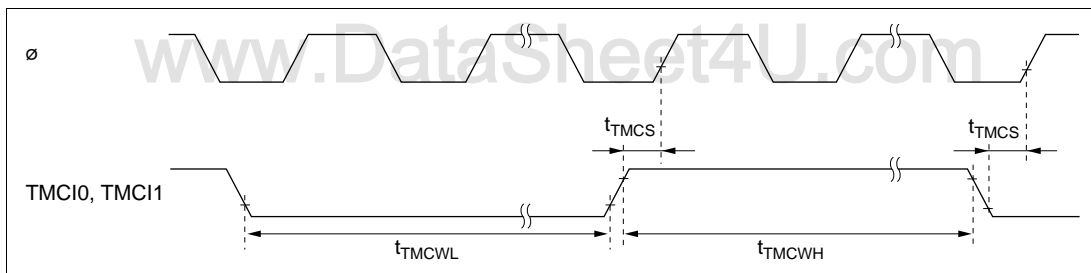 www.DataSheet4U.com
ø
tTMCS
tTMCS
TMCI0, TMCI1
tTMCWL
tTMCWH